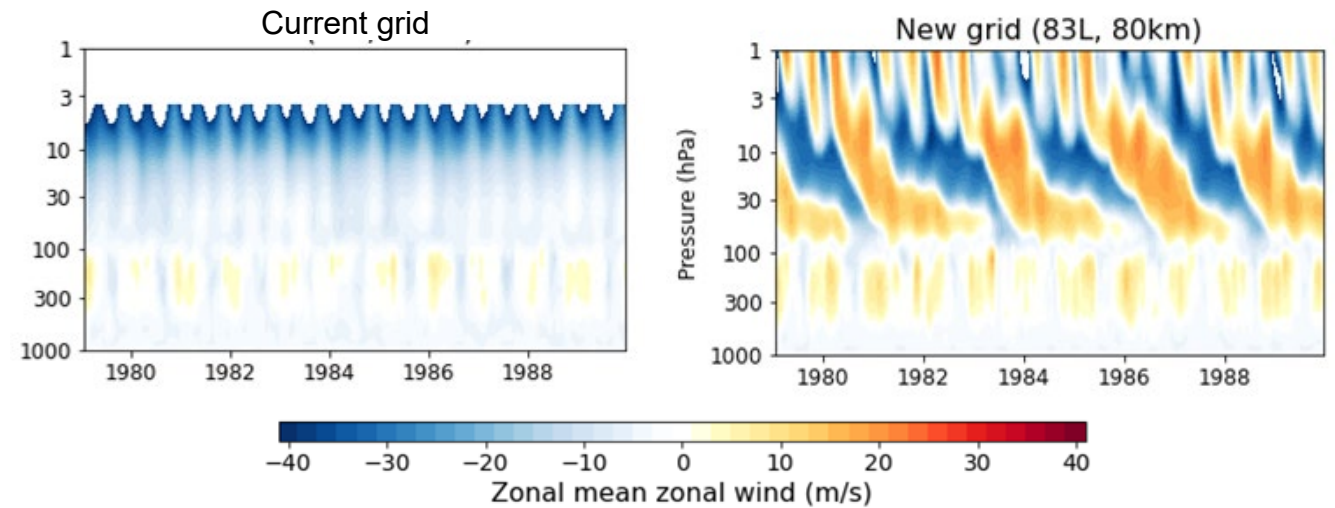 Current grid
New grid (83L, 80km)
1
3
10
30
100
300
1000
1980 1982 1984 1986 1988
Pressure (hPa)
1
3
10
30
100
300
1000
1980 1982 1984 1986 1988
−40 −30 −20 −10 0 10 20 30 40
Zonal mean zonal wind (m/s)